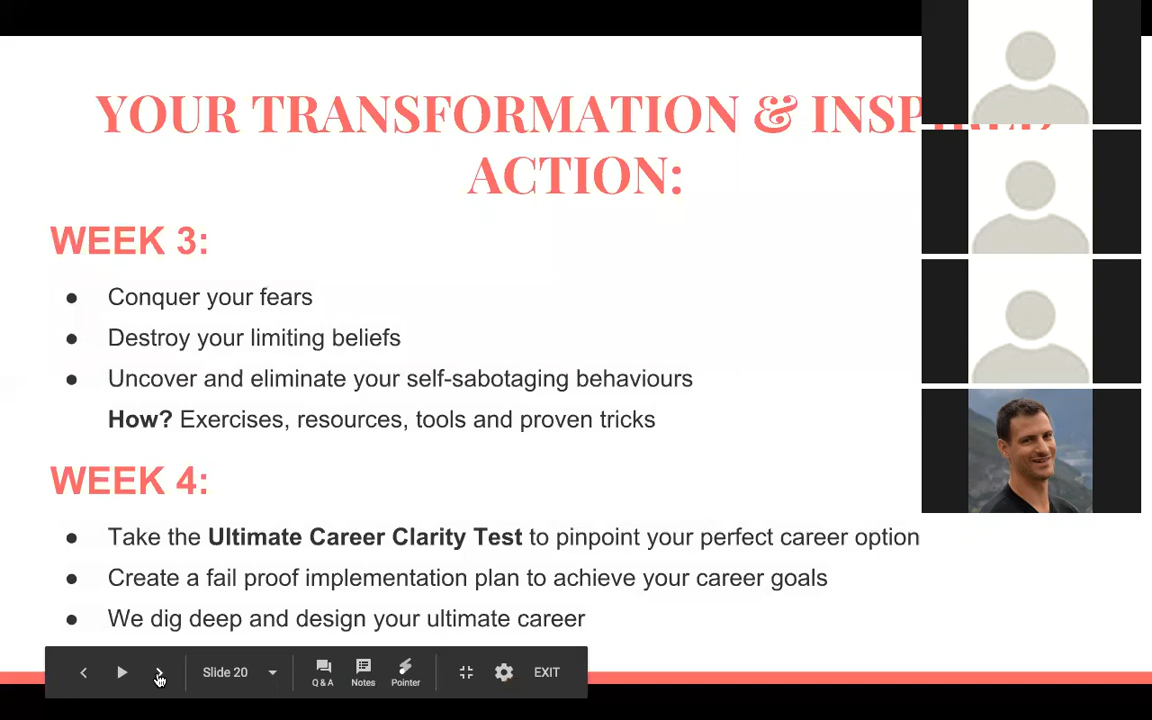 YOUR TRANSFORMATION & INSPIRED
ACTION:
WEEK 3:
● Conquer your fears
● Destroy your limiting beliefs
● Uncover and eliminate your self-sabotaging behaviours
How? Exercises, resources, tools and proven tricks
WEEK 4:
● Take the Ultimate Career Clarity Test to pinpoint your perfect career option
● Create a fail proof implementation plan to achieve your career goals
● We dig deep and design your ultimate career
Slide 20 Q & A Notes Pointer EXIT